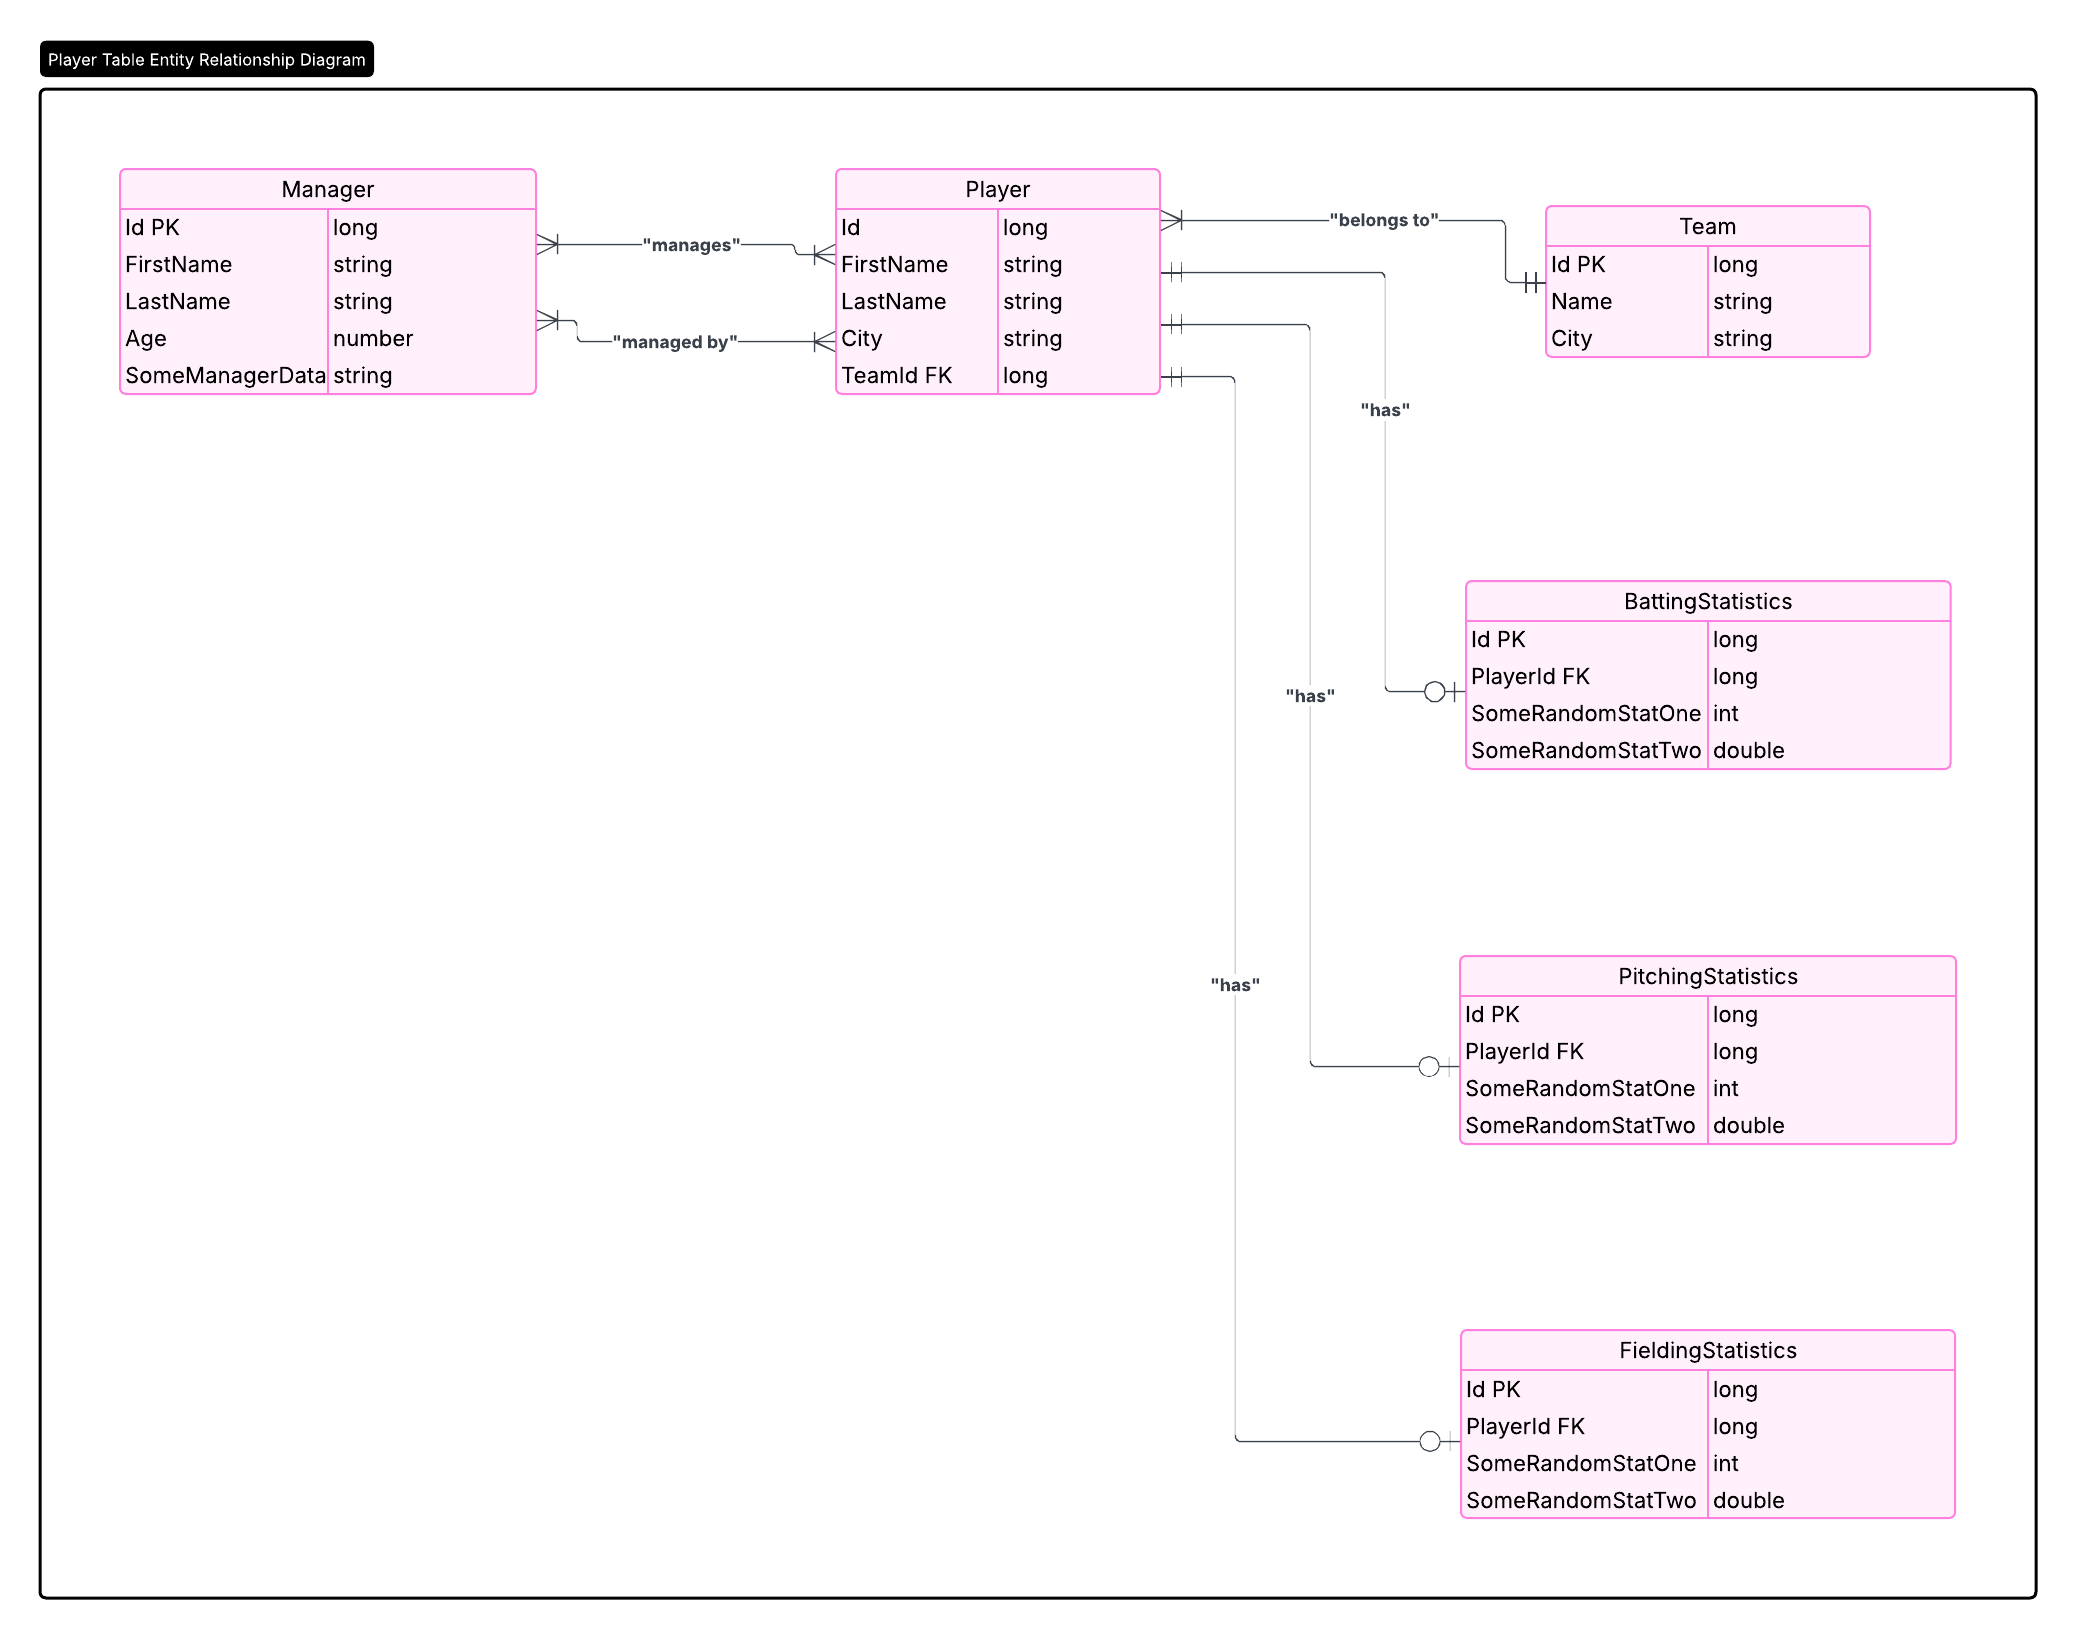 Player Table Entity Relationship Diagram
Manager
Id PK long
FirstName string
LastName string
Age number
SomeManagerData string
"manages"
"managed by"
Player
Id long
FirstName string
LastName string
City string
TeamId FK long
"belongs to"
Team
Id PK long
Name string
City string
"has"
BattingStatistics
Id PK long
PlayerId FK long
SomeRandomStatOne int
SomeRandomStatTwo double
"has"
PitchingStatistics
Id PK long
PlayerId FK long
SomeRandomStatOne int
SomeRandomStatTwo double
"has"
FieldingStatistics
Id PK long
PlayerId FK long
SomeRandomStatOne int
SomeRandomStatTwo double